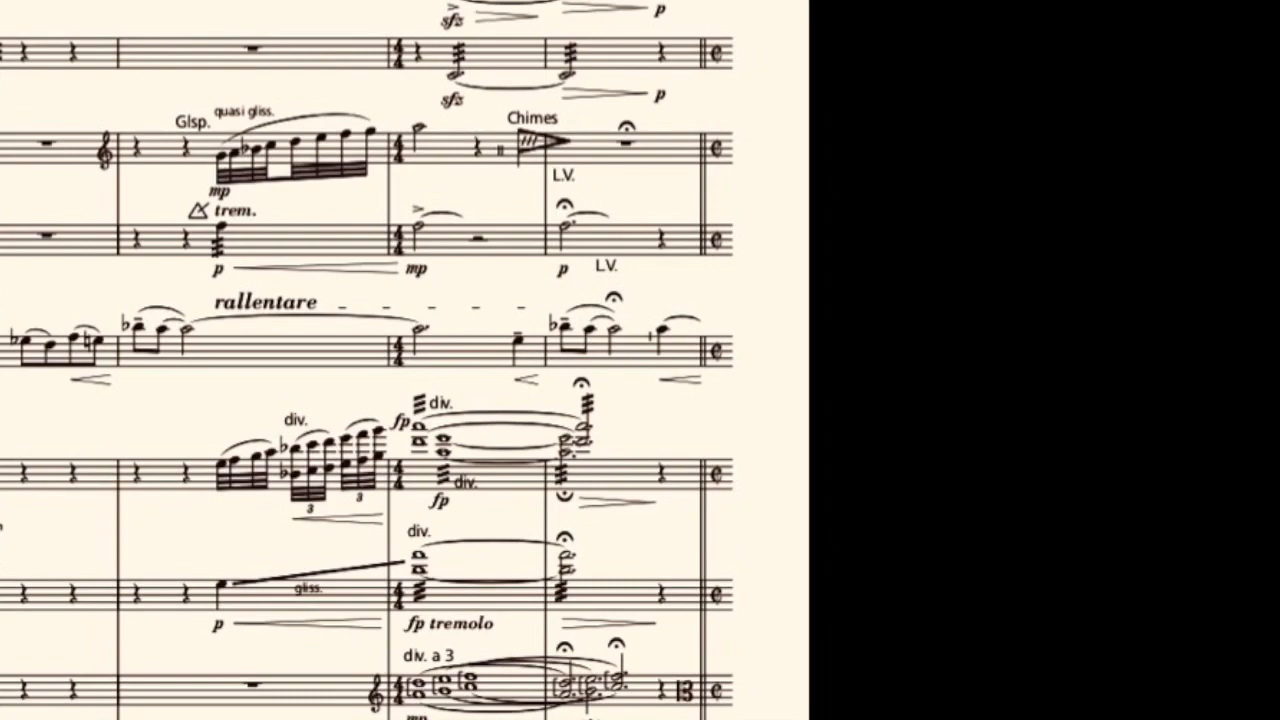 sfz p
sfz p
Glsp. quasi gliss. Chimes
mp L.V.
trem.
p mp p L.V.
rallentare
div. fp div.
div.
3 3 fp
div.
gliss.
p fp tremolo
div. a 3